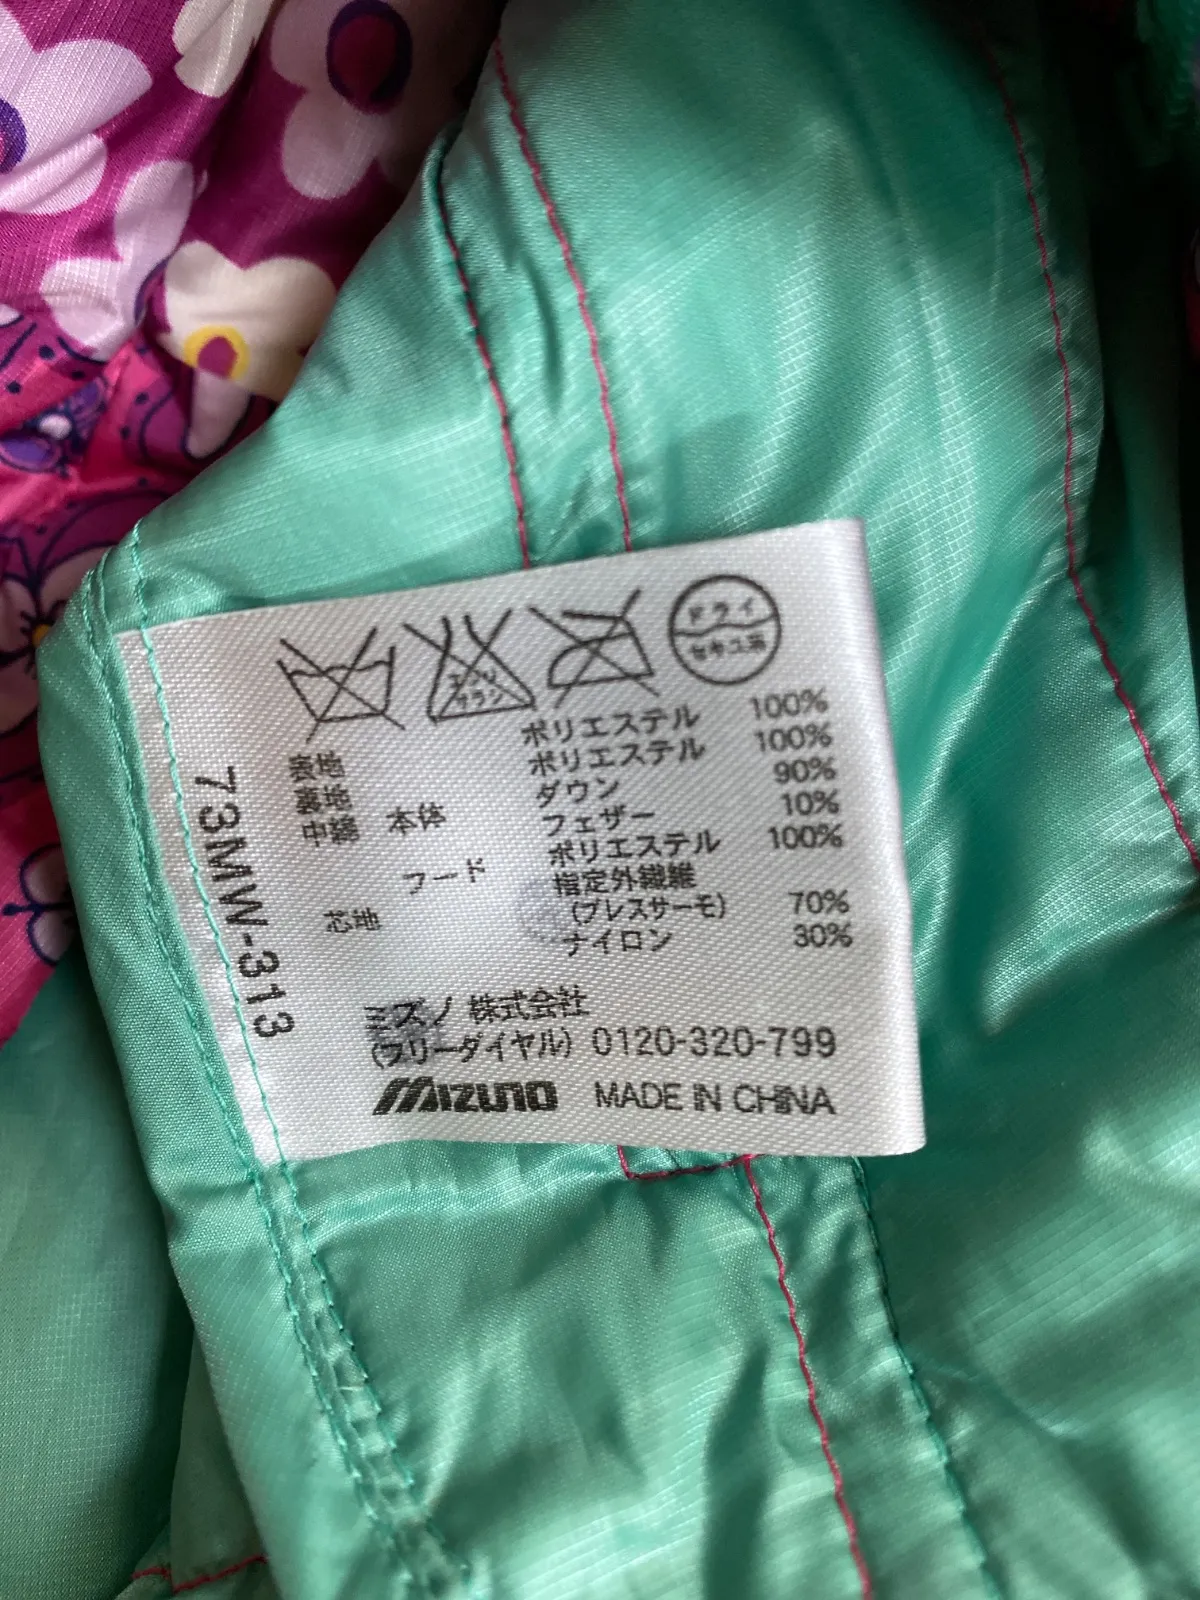 エンソ
サラシ
ドライ
セキユ系
ポリエステル 100%
表地 ポリエステル 100%
裏地 ダウン 90%
中綿 本体 フェザー 10%
ポリエステル 100%
フード 指定外繊維
芯地 (ブレスサーモ) 70%
ナイロン 30%
ミズノ 株式会社
(フリーダイヤル) 0120-320-799
MIZUNO MADE IN CHINA
73MW-313